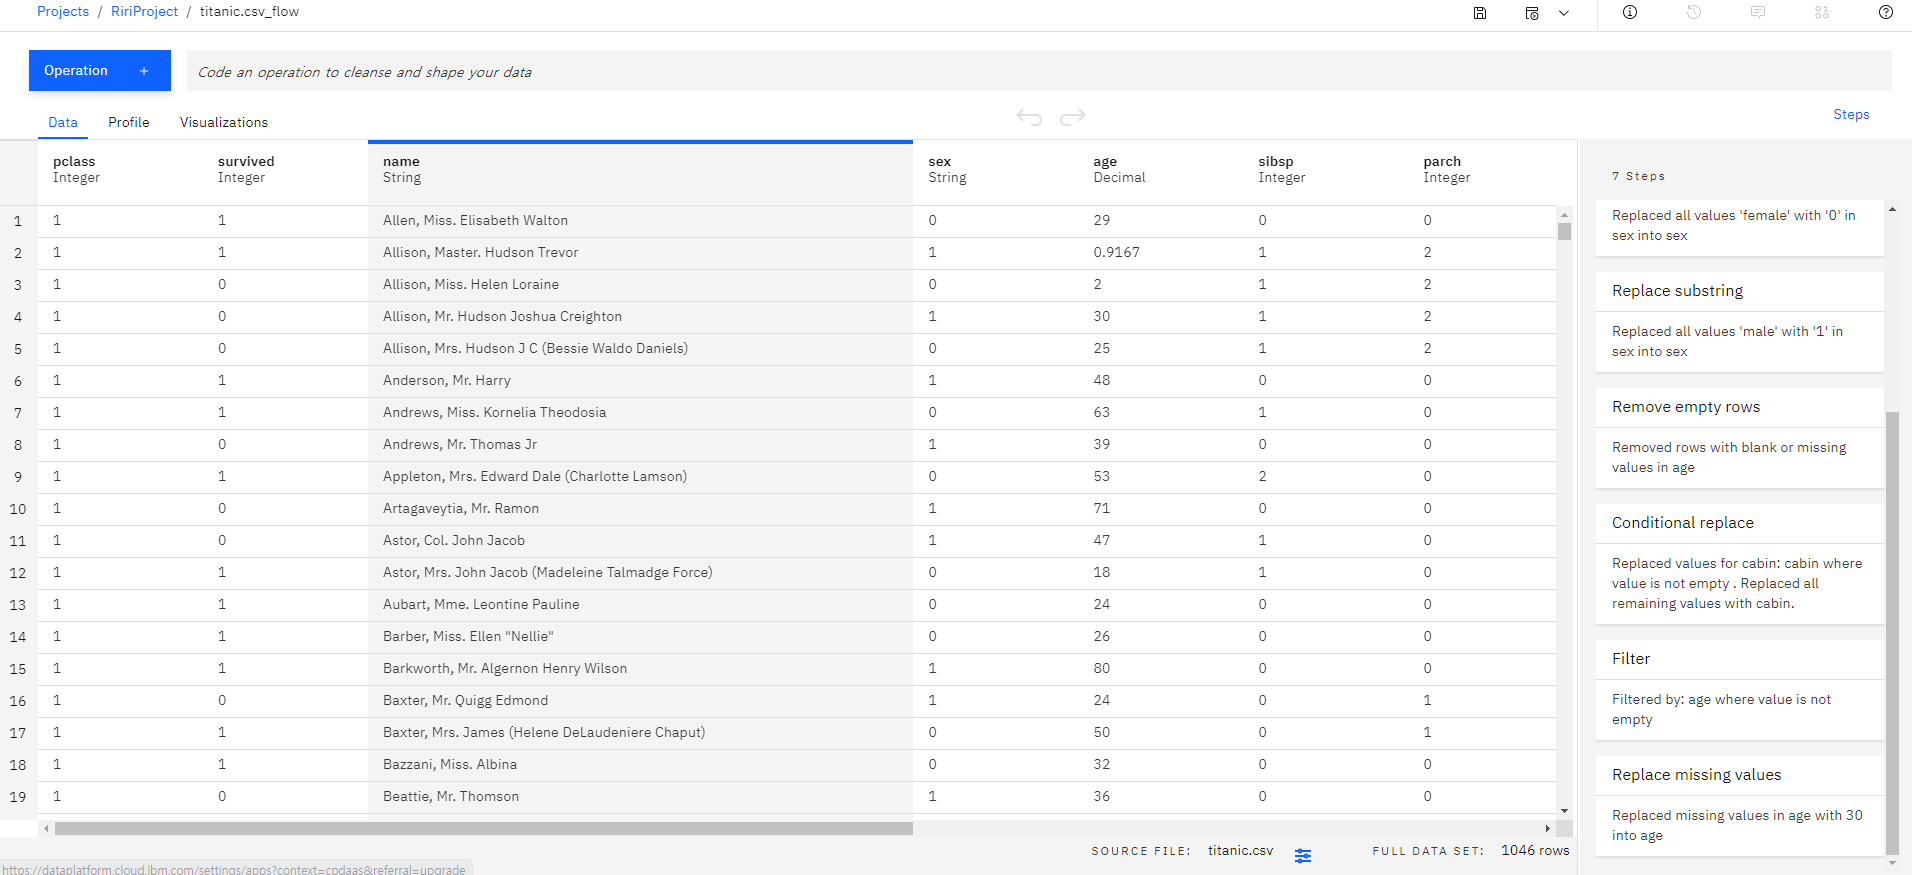 Projects / RiriProject / titanic.csv_flow
Operation +
Code an operation to cleanse and shape your data
Data Profile Visualizations
Steps
pclass survived name sex age sibsp parch
Integer Integer String String Decimal Integer Integer
1 1 1 Allen, Miss. Elisabeth Walton 0 29 0 0
2 1 1 Allison, Master. Hudson Trevor 1 0.9167 1 2
3 1 0 Allison, Miss. Helen Loraine 0 2 1 2
4 1 0 Allison, Mr. Hudson Joshua Creighton 1 30 1 2
5 1 0 Allison, Mrs. Hudson J C (Bessie Waldo Daniels) 0 25 1 2
6 1 1 Anderson, Mr. Harry 1 48 0 0
7 1 1 Andrews, Miss. Kornelia Theodosia 0 63 1 0
8 1 0 Andrews, Mr. Thomas Jr 1 39 0 0
9 1 1 Appleton, Mrs. Edward Dale (Charlotte Lamson) 0 53 2 0
10 1 0 Artagaveytia, Mr. Ramon 1 71 0 0
11 1 0 Astor, Col. John Jacob 1 47 1 0
12 1 1 Astor, Mrs. John Jacob (Madeleine Talmadge Force) 0 18 1 0
13 1 1 Aubart, Mme. Leontine Pauline 0 24 0 0
14 1 1 Barber, Miss. Ellen "Nellie" 0 26 0 0
15 1 1 Barkworth, Mr. Algernon Henry Wilson 1 80 0 0
16 1 0 Baxter, Mr. Quigg Edmond 1 24 0 1
17 1 1 Baxter, Mrs. James (Helene DeLaudeniere Chaput) 0 50 0 1
18 1 1 Bazzani, Miss. Albina 0 32 0 0
19 1 0 Beattie, Mr. Thomson 1 36 0 0
SOURCE FILE: titanic.csv FULL DATA SET: 1046 rows
https://dataplatform.cloud.ibm.com/settings/apps?context=cpdaas&referral=upgrade
7 Steps
Replaced all values 'female' with '0' in
sex into sex
Replace substring
Replaced all values 'male' with '1' in
sex into sex
Remove empty rows
Removed rows with blank or missing
values in age
Conditional replace
Replaced values for cabin: cabin where
value is not empty . Replaced all
remaining values with cabin.
Filter
Filtered by: age where value is not
empty
Replace missing values
Replaced missing values in age with 30
into age